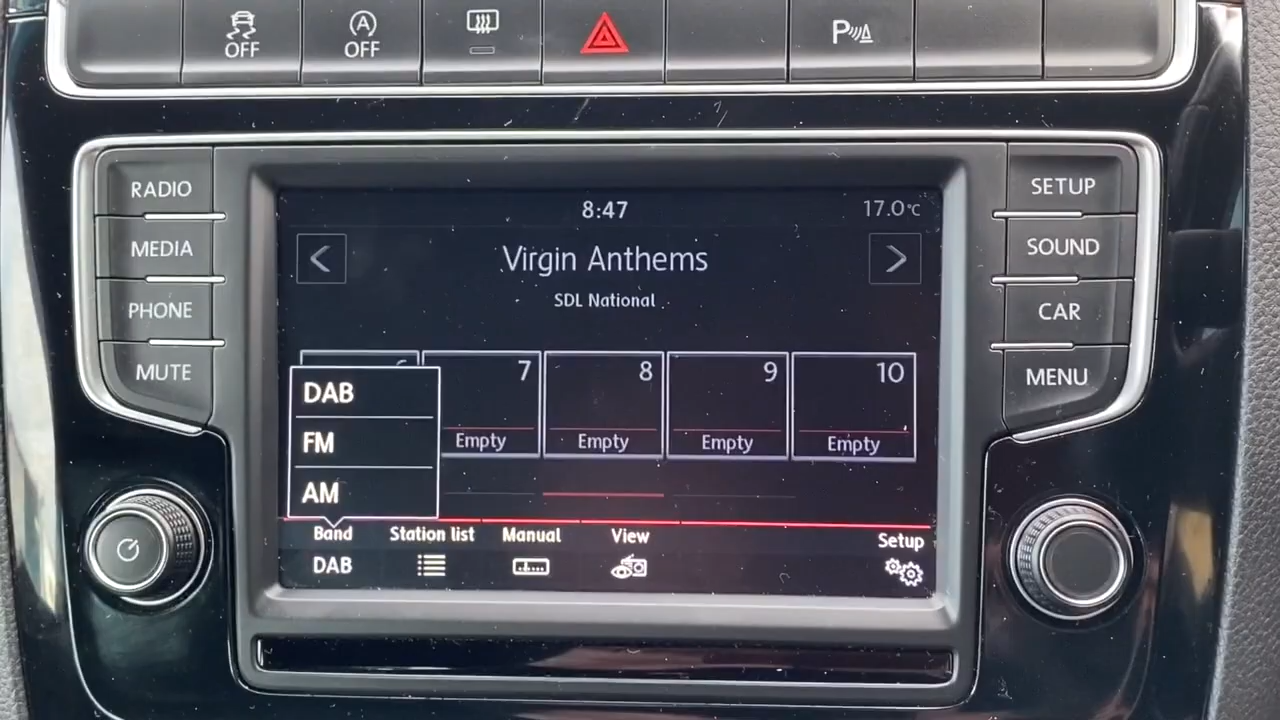 OFF
A
OFF
P
RADIO
MEDIA
PHONE
MUTE
8:47
17.0°C
Virgin Anthems
SDL National
7
8
9
10
Empty
Empty
Empty
Empty
DAB
FM
AM
Band
Station list
Manual
View
Setup
DAB
SETUP
SOUND
CAR
MENU